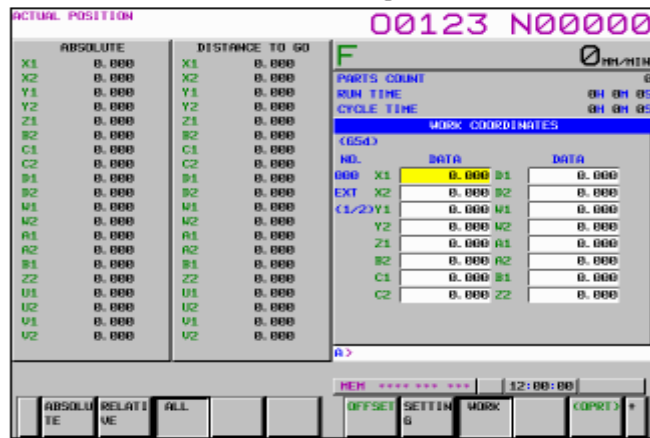 ACTUAL POSITION
O0123 N00000
ABSOLUTE DISTANCE TO GO
X1 0.000 X1 0.000
X2 0.000 X2 0.000
Y1 0.000 Y1 0.000
Y2 0.000 Y2 0.000
Z1 0.000 Z1 0.000
B2 0.000 B2 0.000
C1 0.000 C1 0.000
C2 0.000 C2 0.000
D1 0.000 D1 0.000
D2 0.000 D2 0.000
W1 0.000 W1 0.000
W2 0.000 W2 0.000
A1 0.000 A1 0.000
A2 0.000 A2 0.000
B1 0.000 B1 0.000
Z2 0.000 Z2 0.000
U1 0.000 U1 0.000
U2 0.000 U2 0.000
V1 0.000 V1 0.000
V2 0.000 V2 0.000
F 0 MM/MIN
PARTS COUNT 0
RUN TIME 0H 0M 0S
CYCLE TIME 0H 0M 0S
WORK COORDINATES
(G54)
NO. DATA DATA
000 X1 0.000 D1 0.000
EXT X2 0.000 D2 0.000
(1/2) Y1 0.000 W1 0.000
Y2 0.000 W2 0.000
Z1 0.000 A1 0.000
B2 0.000 A2 0.000
C1 0.000 B1 0.000
C2 0.000 Z2 0.000
A>
MEM **** *** *** 12:00:00
ABSOLU RELATI ALL OFFSET SETTIN WORK (OPRT) +
TE VE G